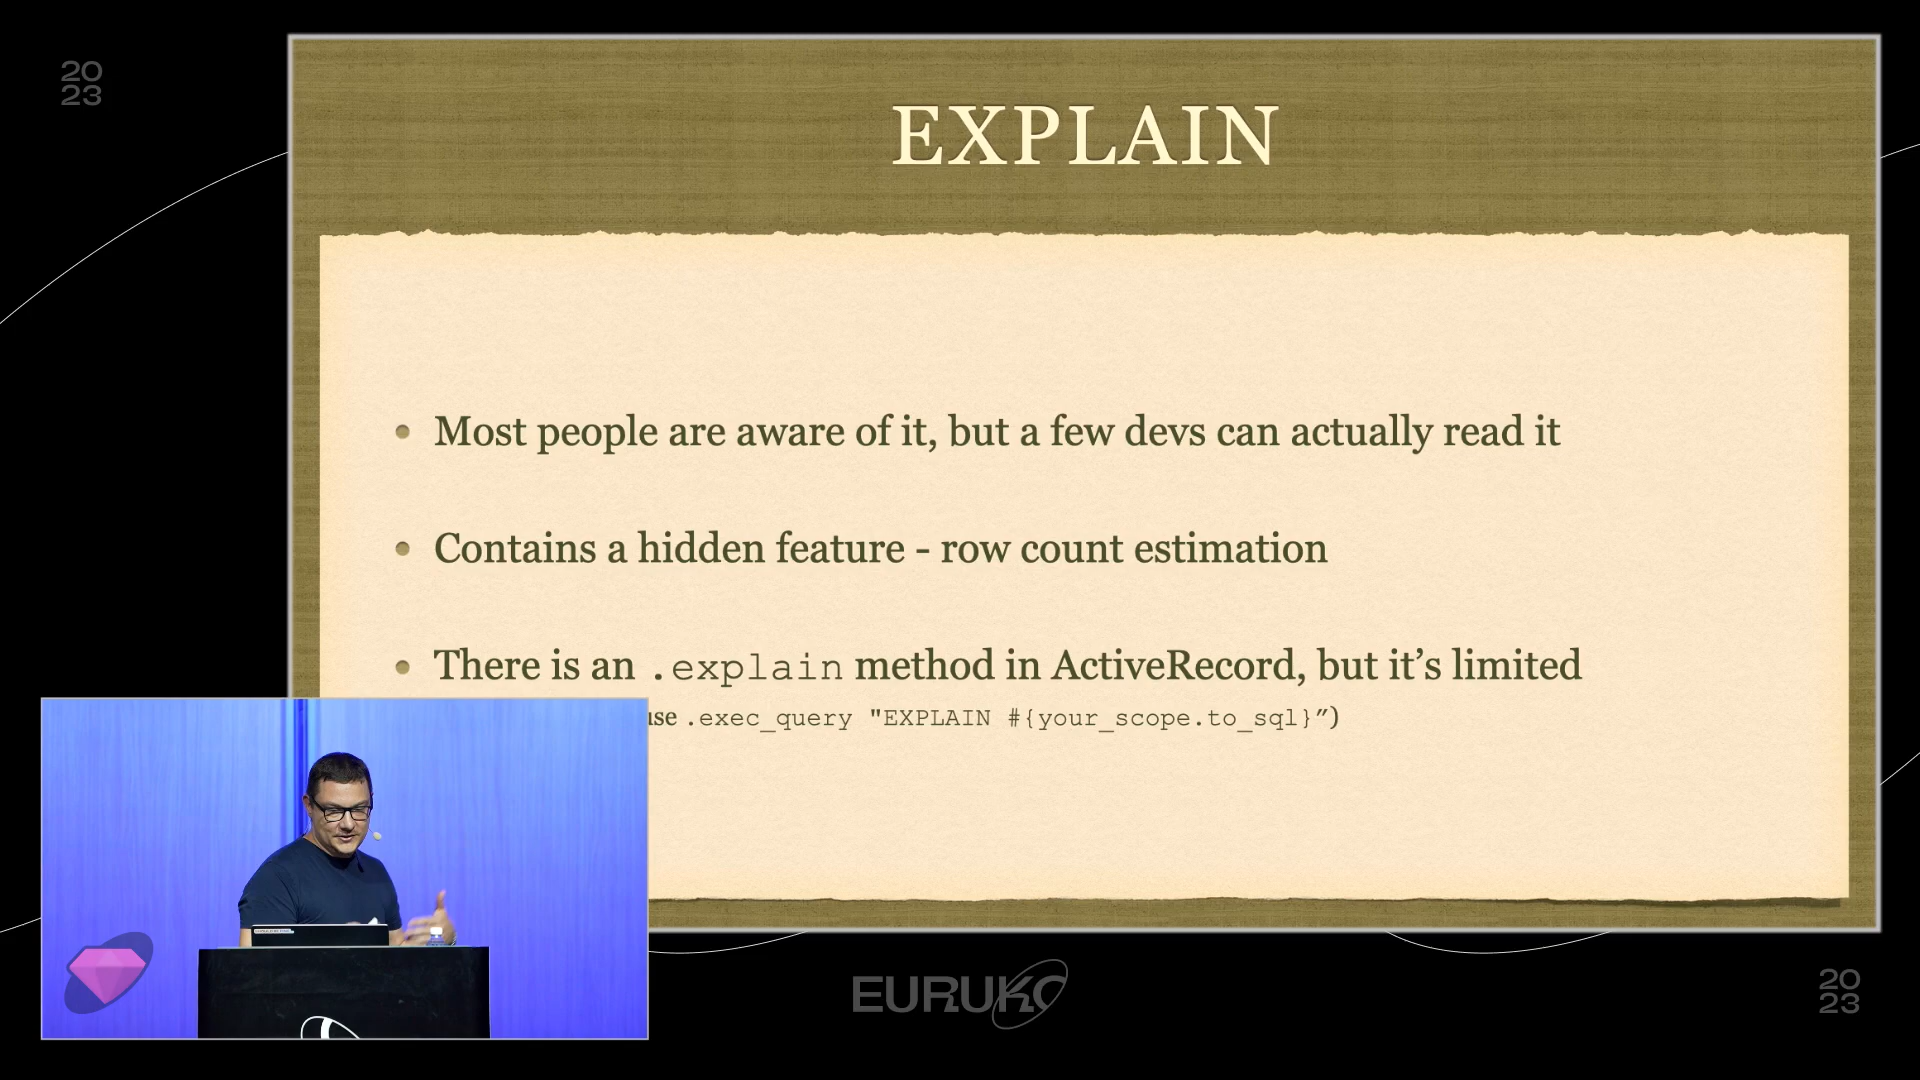 20
23
EXPLAIN
Most people are aware of it, but a few devs can actually read it
Contains a hidden feature - row count estimation
There is an .explain method in ActiveRecord, but it’s limited
.exec_query "EXPLAIN #{your_scope.to_sql}”)
EURUKO
20
23